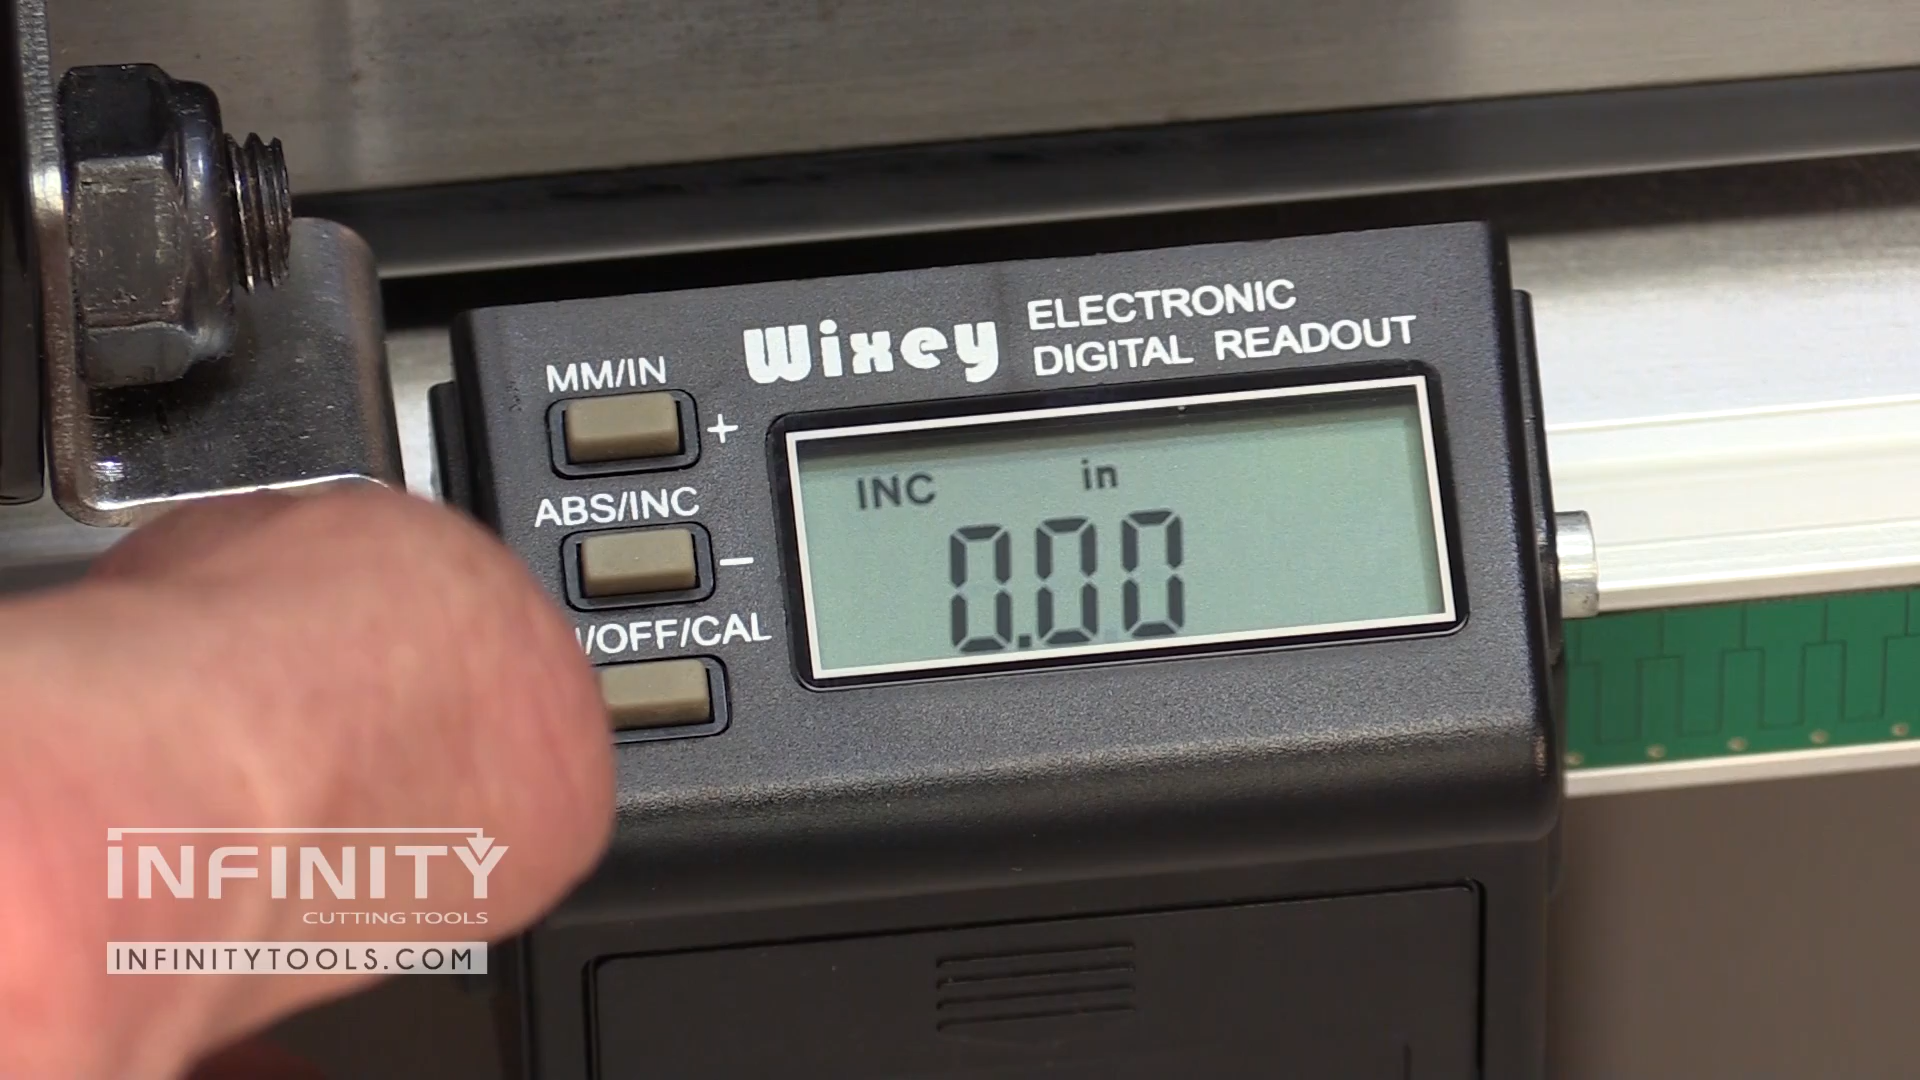 Wixey
ELECTRONIC
DIGITAL READOUT
MM/IN
+
ABS/INC
−
/OFF/CAL
INC in
0.00
INFINITY
CUTTING TOOLS
INFINITYTOOLS.COM